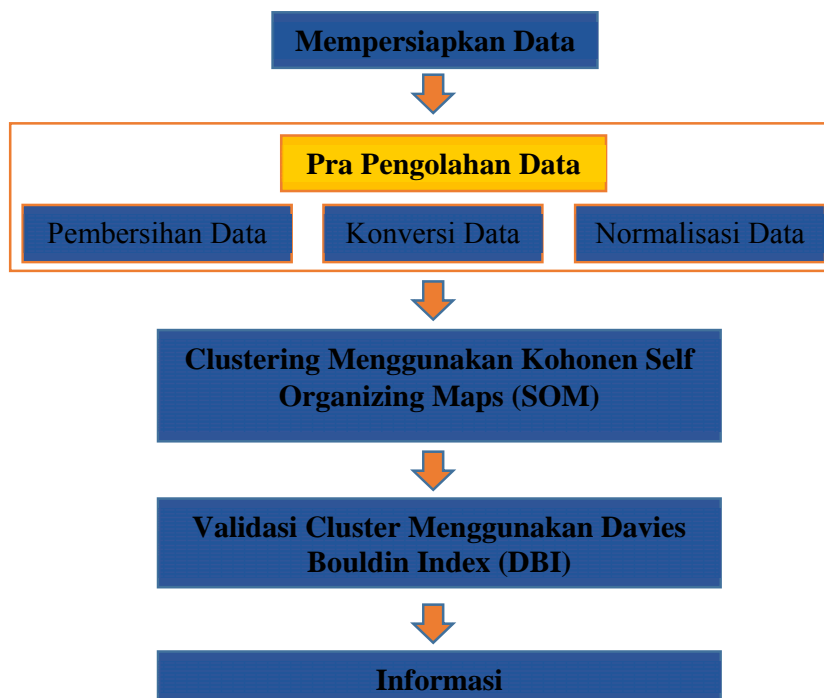 Mempersiapkan Data
Pra Pengolahan Data
Pembersihan Data
Konversi Data
Normalisasi Data
Clustering Menggunakan Kohonen Self
Organizing Maps (SOM)
Validasi Cluster Menggunakan Davies
Bouldin Index (DBI)
Informasi